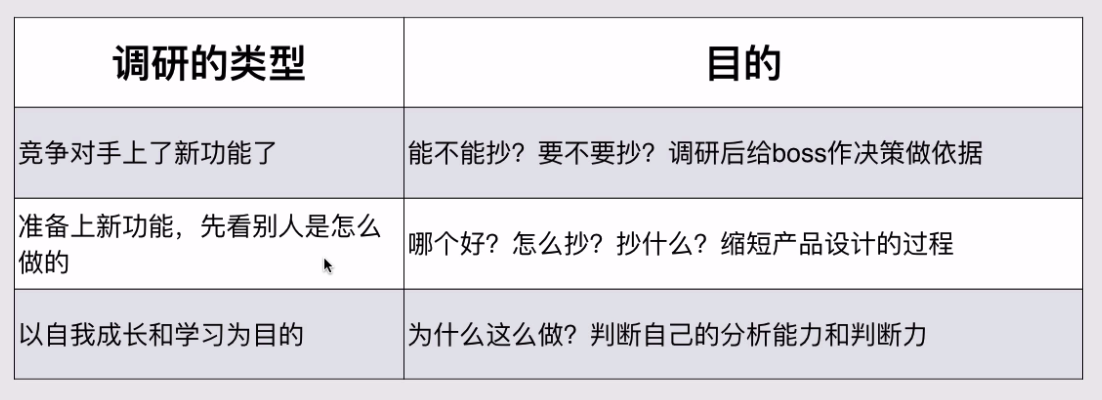 调研的类型
目的
竞争对手上了新功能了
能不能抄？要不要抄？调研后给boss作决策做依据
准备上新功能，先看别人是怎么
做的
哪个好？怎么抄？抄什么？缩短产品设计的过程
以自我成长和学习为目的
为什么这么做？判断自己的分析能力和判断力